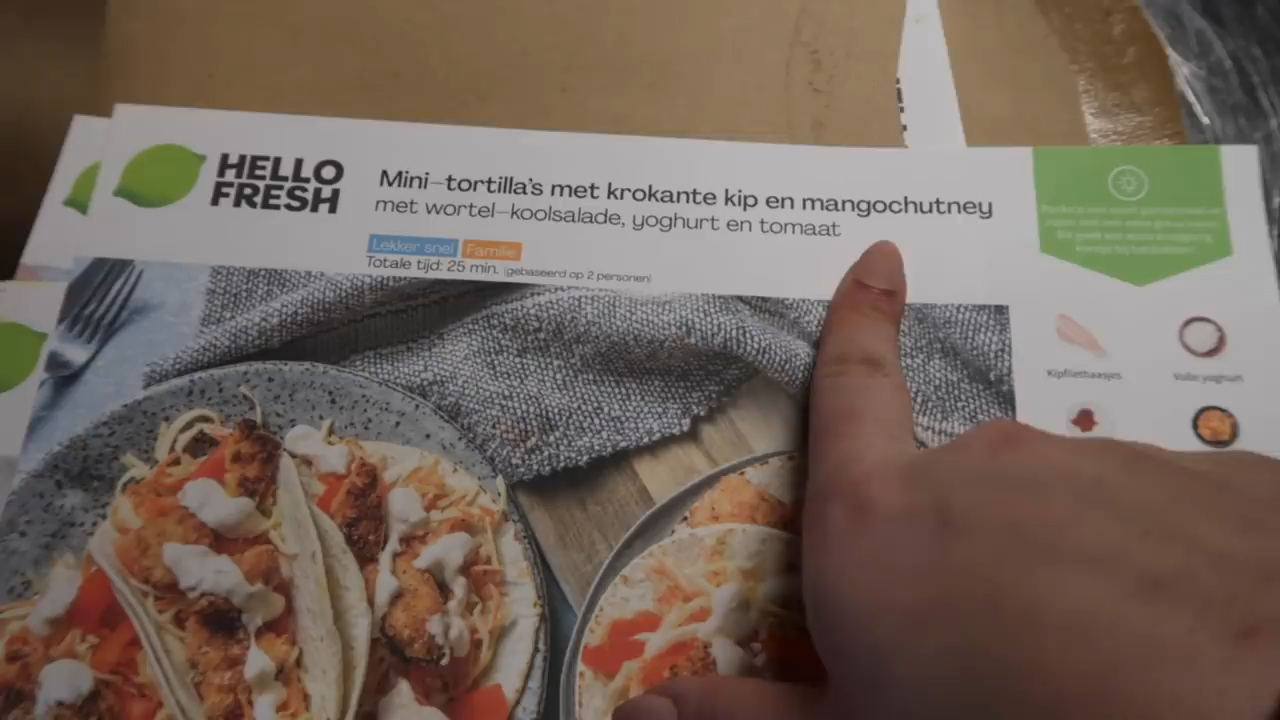 HELLO
FRESH
Mini-tortilla's met krokante kip en mangochutney
met wortel-koolsalade, yoghurt en tomaat
Lekker snel Familie
Totale tijd: 25 min. (gebaseerd op 2 personen)
Kipfilethaasjes Volle yoghurt